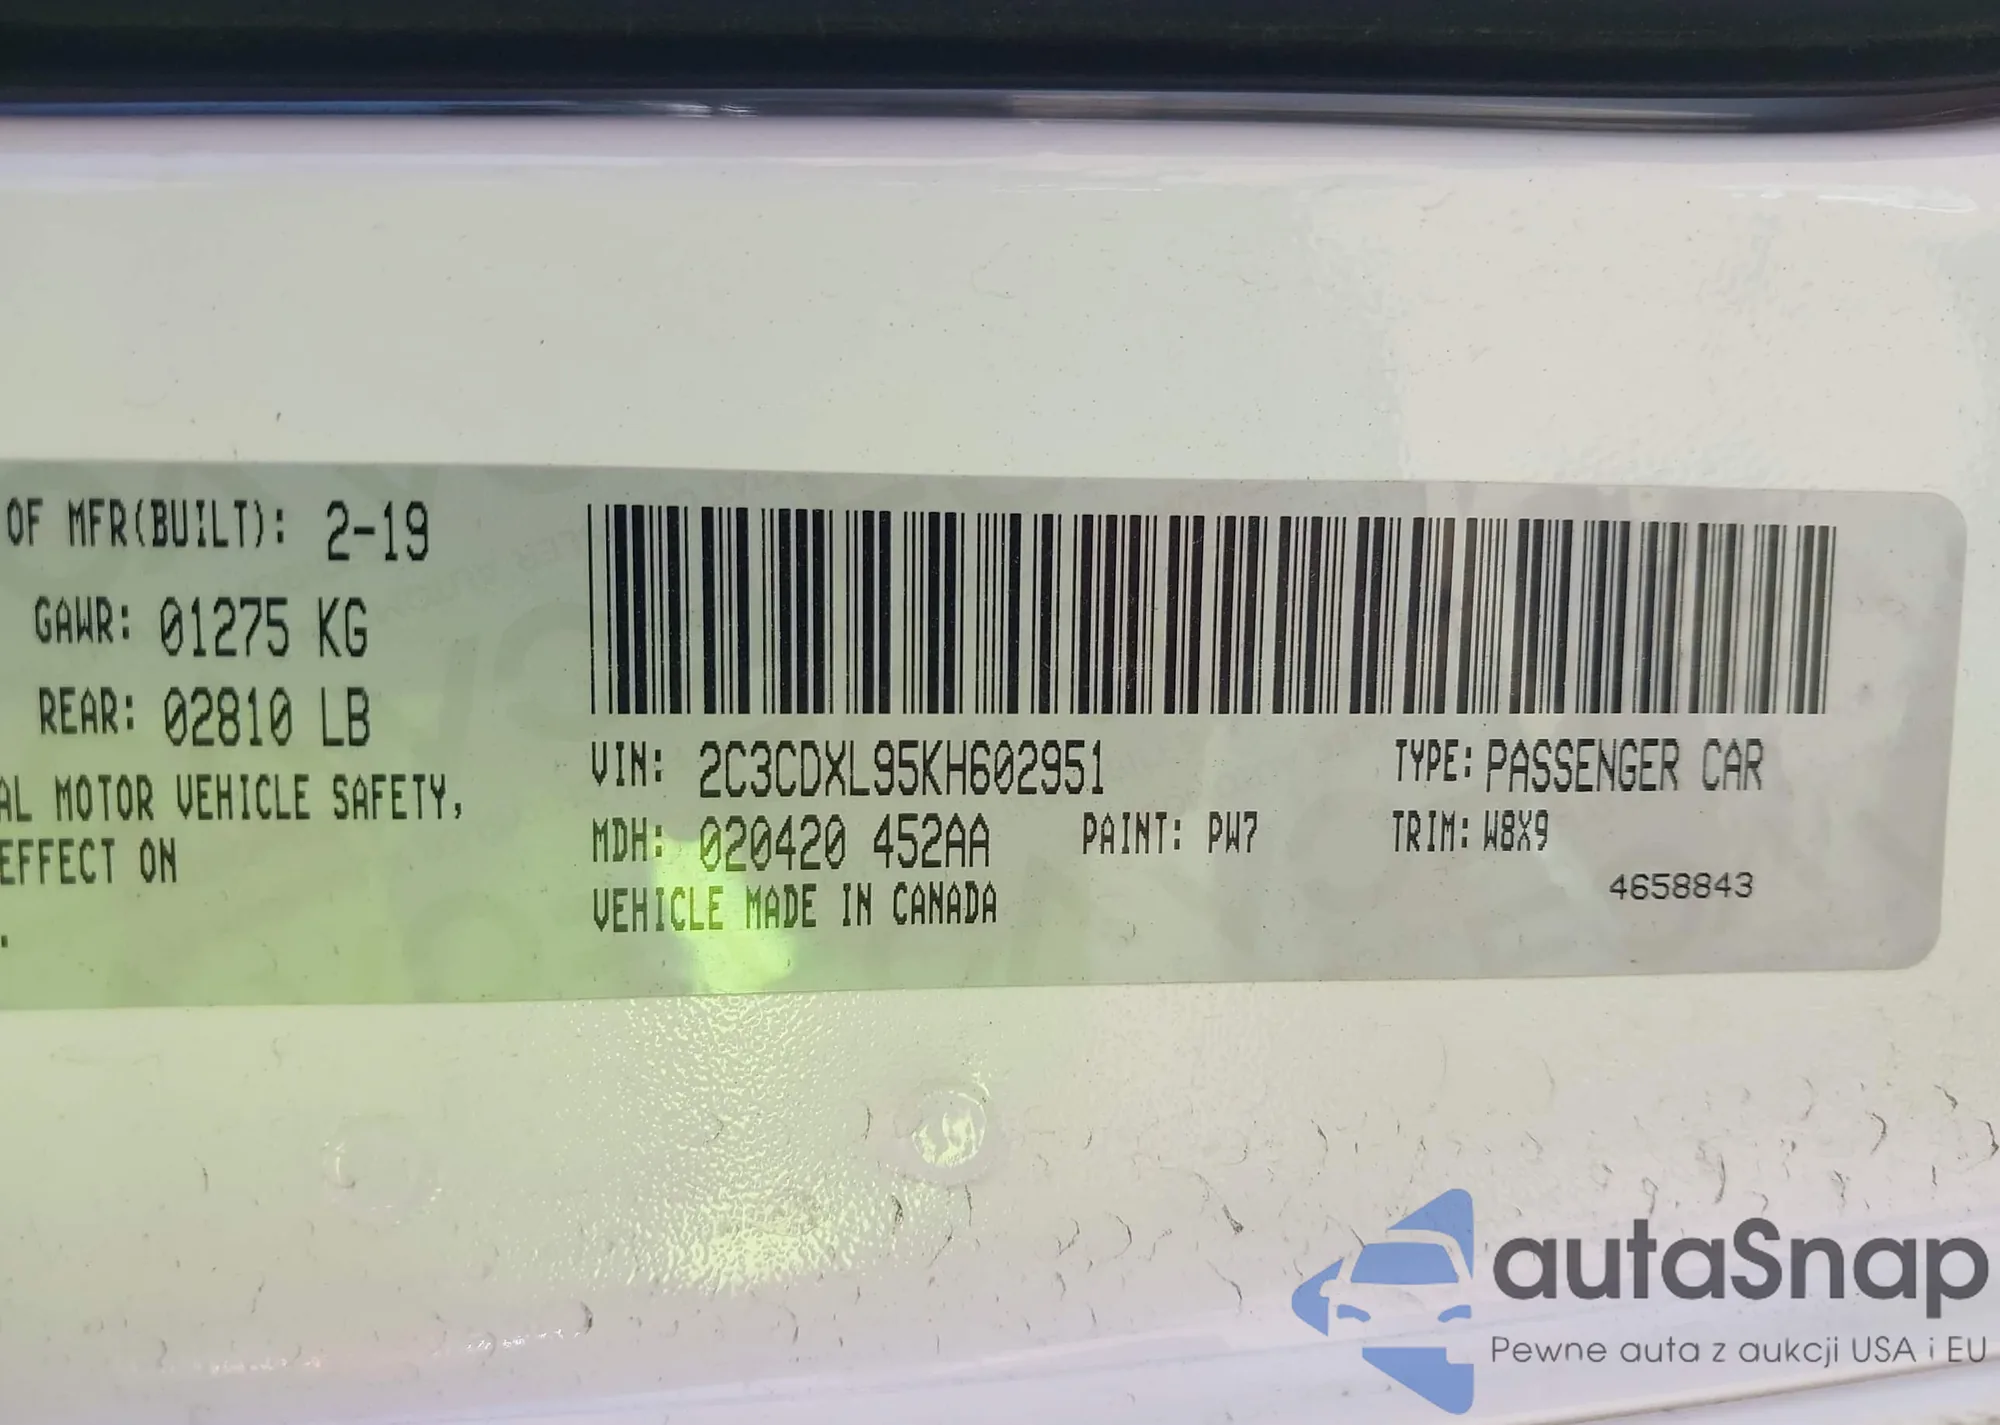 OF MFR(BUILT): 2-19
GAWR: 01275 KG
REAR: 02810 LB
AL MOTOR VEHICLE SAFETY,
EFFECT ON
.
VIN: 2C3CDXL95KH602951 TYPE: PASSENGER CAR
MDH: 020420 452AA PAINT: PW7 TRIM: W8X9
VEHICLE MADE IN CANADA 4658843
autaSnap
Pewne auta z aukcji USA i EU